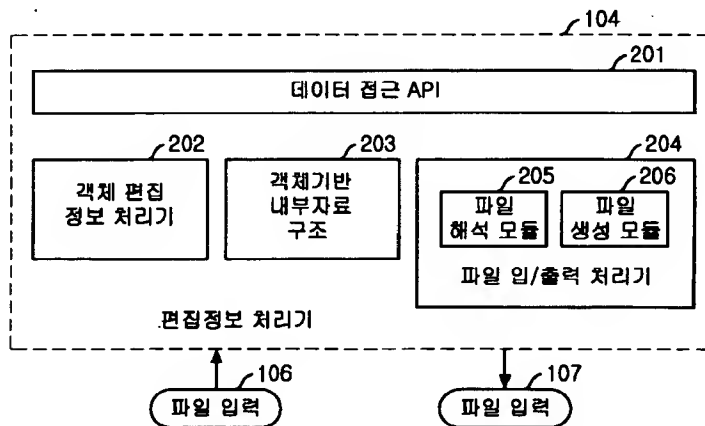 104
201
데이터 접근 API
202
객체 편집
정보 처리기
203
객체기반
내부자료
구조
204
205
파일
해석 모듈
206
파일
생성 모듈
파일 입/출력 처리기
편집정보 처리기
106
파일 입력
107
파일 입력